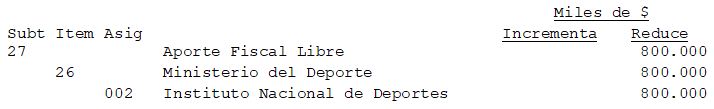 Miles de $
Subt Item Asig Incrementa Reduce
27 Aporte Fiscal Libre 800.000
26 Ministerio del Deporte 800.000
002 Instituto Nacional de Deportes 800.000